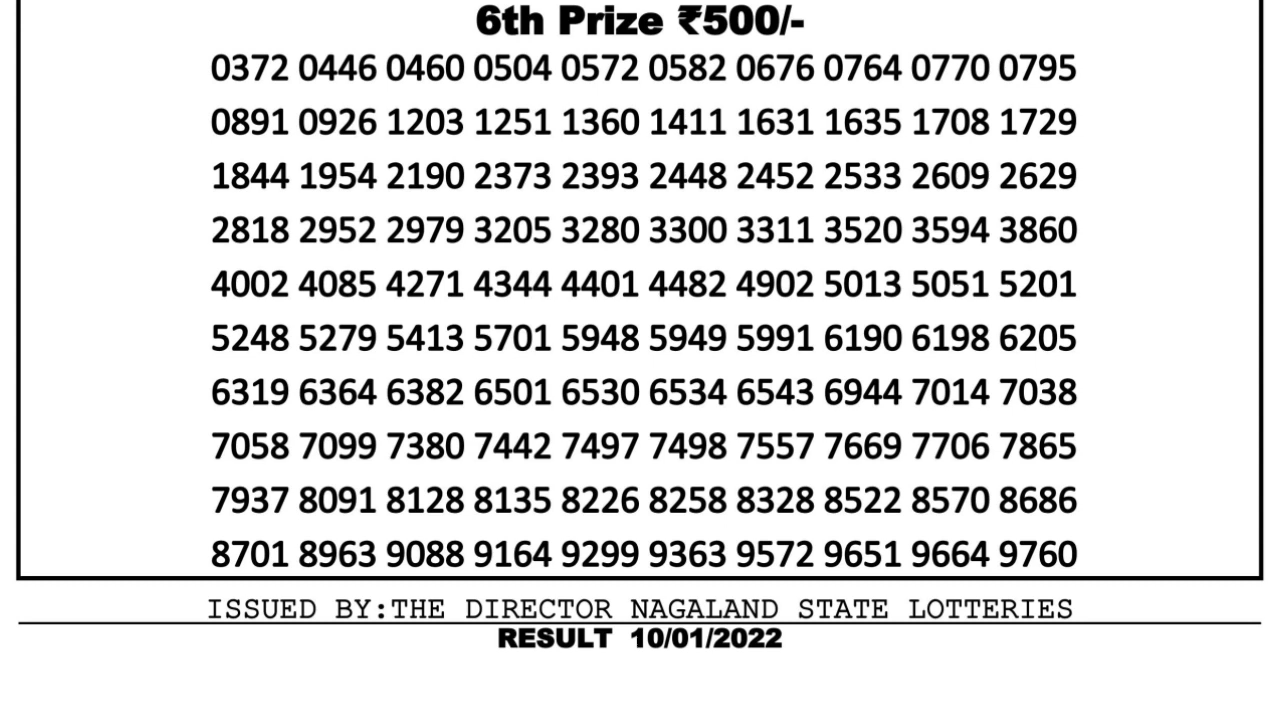 6th Prize ₹500/-
0372 0446 0460 0504 0572 0582 0676 0764 0770 0795
0891 0926 1203 1251 1360 1411 1631 1635 1708 1729
1844 1954 2190 2373 2393 2448 2452 2533 2609 2629
2818 2952 2979 3205 3280 3300 3311 3520 3594 3860
4002 4085 4271 4344 4401 4482 4902 5013 5051 5201
5248 5279 5413 5701 5948 5949 5991 6190 6198 6205
6319 6364 6382 6501 6530 6534 6543 6944 7014 7038
7058 7099 7380 7442 7497 7498 7557 7669 7706 7865
7937 8091 8128 8135 8226 8258 8328 8522 8570 8686
8701 8963 9088 9164 9299 9363 9572 9651 9664 9760
ISSUED BY:THE DIRECTOR NAGALAND STATE LOTTERIES
RESULT 10/01/2022